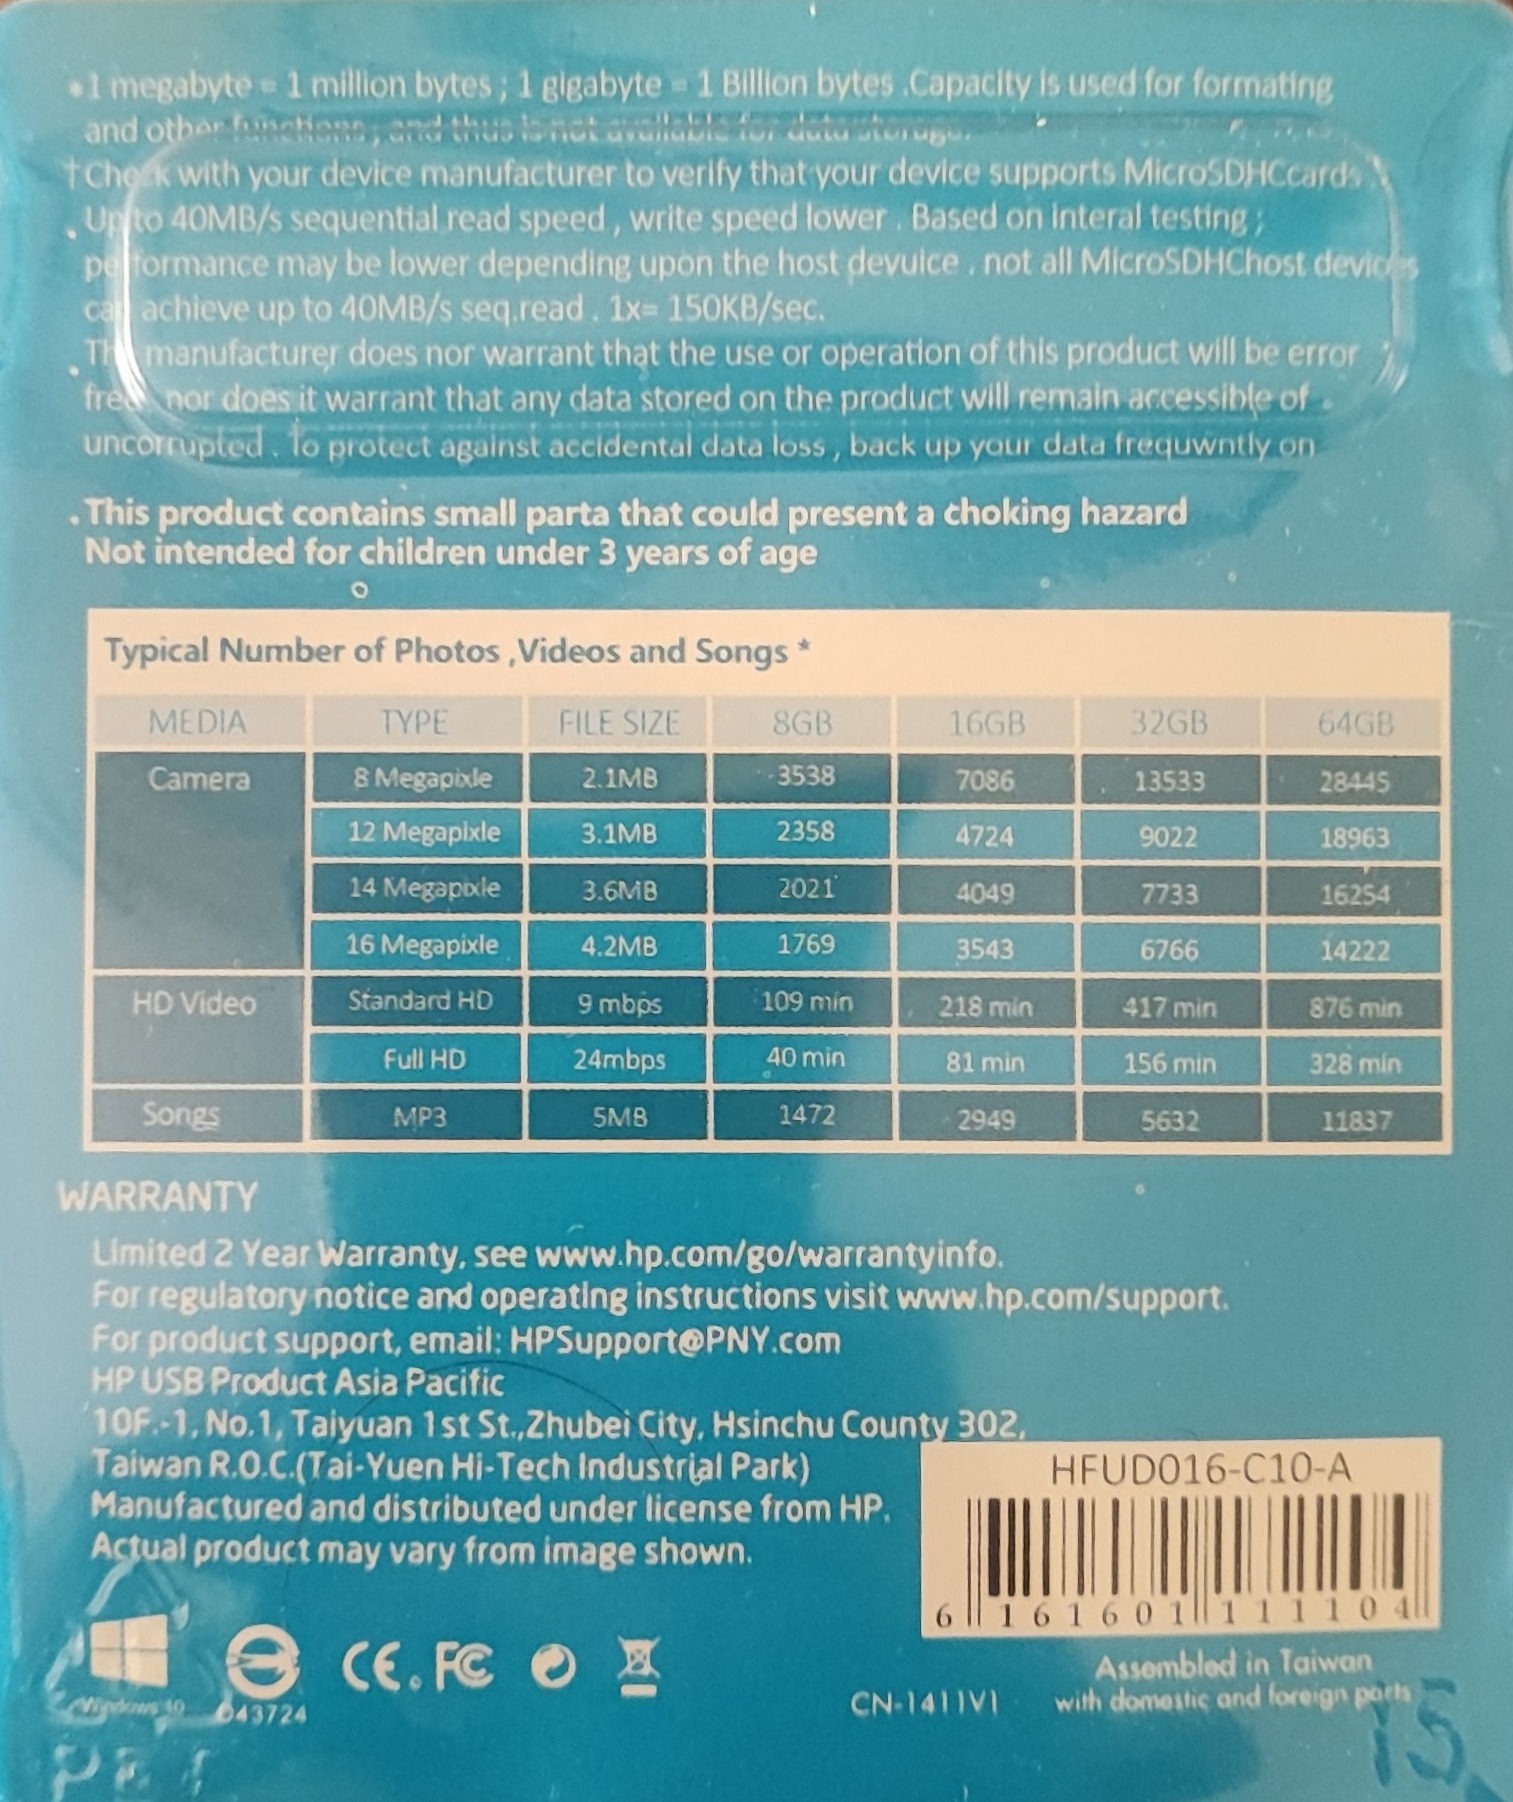 *1 megabyte = 1 million bytes ; 1 gigabyte = 1 Billion bytes .Capacity is used for formating
and other functions , and thus is not available for data storage.
†Check with your device manufacturer to verify that your device supports MicroSDHCcards .
. Up to 40MB/s sequential read speed , write speed lower . Based on interal testing ;
performance may be lower depending upon the host devuice . not all MicroSDHChost devices
can achieve up to 40MB/s seq.read . 1x= 150KB/sec.
. The manufacturer does nor warrant that the use or operation of this product will be error
free nor does it warrant that any data stored on the product will remain accessible of .
uncorrupted . To protect against accidental data loss , back up your data frequwntly on
. This product contains small parta that could present a choking hazard
Not intended for children under 3 years of age
Typical Number of Photos ,Videos and Songs *
MEDIA TYPE FILE SIZE 8GB 16GB 32GB 64GB
Camera 8 Megapixle 2.1MB 3538 7086 13533 28445
12 Megapixle 3.1MB 2358 4724 9022 18963
14 Megapixle 3.6MB 2021 4049 7733 16254
16 Megapixle 4.2MB 1769 3543 6766 14222
HD Video Standard HD 9 mbps 109 min 218 min 417 min 876 min
Full HD 24mbps 40 min 81 min 156 min 328 min
Songs MP3 5MB 1472 2949 5632 11837
WARRANTY
Limited 2 Year Warranty, see www.hp.com/go/warrantyinfo.
For regulatory notice and operating instructions visit www.hp.com/support.
For product support, email: HPSupport@PNY.com
HP USB Product Asia Pacific
10F.-1, No.1, Taiyuan 1st St.,Zhubei City, Hsinchu County 302,
Taiwan R.O.C.(Tai-Yuen Hi-Tech Industrial Park)
Manufactured and distributed under license from HP.
Actual product may vary from image shown.
HFUD016-C10-A
6 161601 111104
Windows 10
D43724
CE. FC
CN-1411V1
Assembled in Taiwan
with domestic and foreign parts
15